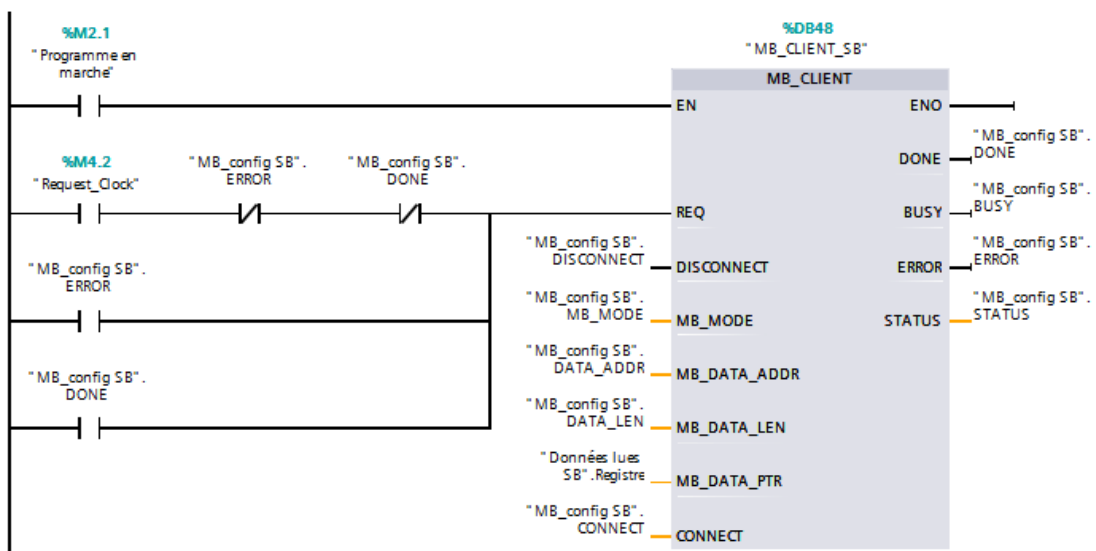 %M2.1
"Programme en
marche"
%DB48
"MB_CLIENT_SB"
MB_CLIENT
EN
ENO
"MB_config SB".
DONE
DONE
%M4.2
"Request_Clock"
"MB_config SB".
ERROR
"MB_config SB".
DONE
REQ
BUSY
"MB_config SB".
BUSY
"MB_config SB".
DISCONNECT
DISCONNECT
ERROR
"MB_config SB".
ERROR
"MB_config SB".
ERROR
"MB_config SB".
MB_MODE
MB_MODE
STATUS
"MB_config SB".
STATUS
"MB_config SB".
DATA_ADDR
MB_DATA_ADDR
"MB_config SB".
DONE
"MB_config SB".
DATA_LEN
MB_DATA_LEN
"Données lues
SB".Registre
MB_DATA_PTR
"MB_config SB".
CONNECT
CONNECT